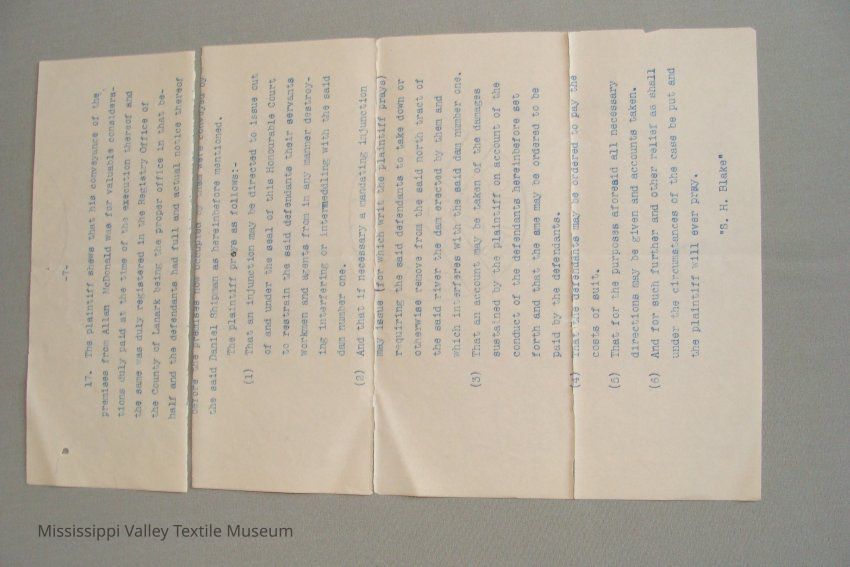 -7-
17. The plaintiff shews that his conveyance of the
premises from Allan McDonald was for valuable considera-
tions duly paid at the time of the execution thereof and
the same was duly registered in the Registry Office of
the County of Lanark being the proper office in that be-
half and the defendants had full and actual notice thereof
before the premises now occupied by them were conveyed by
the said Daniel Shipman as hereinbefore mentioned.
The plaintiff prays as follows:-
(1) That an injunction may be directed to issue out
of and under the seal of this Honourable Court
to restrain the said defendants their servants
workmen and agents from in any manner destroy-
ing interfering or intermeddling with the said
dam number one.
(2) And that if necessary a mandating injunction
may issue (for which writ the plaintiff prays)
requiring the said defendants to take down or
otherwise remove from the said north tract of
the said river the dam erected by them and
which interferes with the said dam number one.
(3) That an account may be taken of the damages
sustained by the plaintiff on account of the
conduct of the defendants hereinbefore set
forth and that the same may be ordered to be
paid by the defendants.
(4) That the defendants may be ordered to pay the
costs of suit.
(5) That for the purposes aforesaid all necessary
directions may be given and accounts taken.
(6) And for such further and other relief as shall
under the circumstances of the case be put and
the plaintiff will ever pray.
"S. H. Blake"
Mississippi Valley Textile Museum